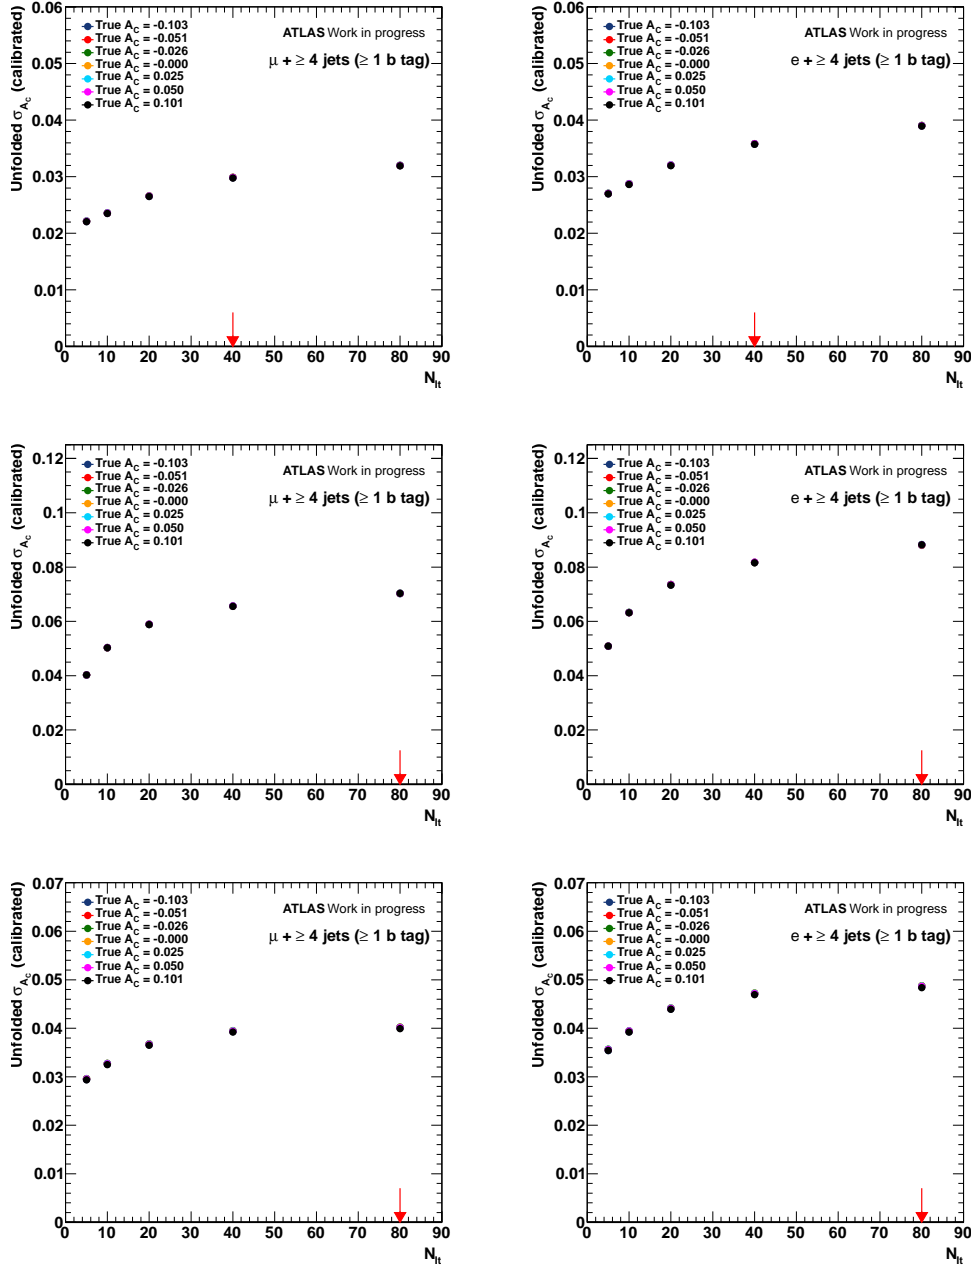 Unfolded σ_Ac (calibrated)
0.06
0.05
0.04
0.03
0.02
0.01
0
True A_C = -0.103
True A_C = -0.051
True A_C = -0.026
True A_C = -0.000
True A_C = 0.025
True A_C = 0.050
True A_C = 0.101
ATLAS Work in progress
μ + ≥ 4 jets (≥ 1 b tag)
0 10 20 30 40 50 60 70 80 90
N_It
Unfolded σ_Ac (calibrated)
0.06
0.05
0.04
0.03
0.02
0.01
0
True A_C = -0.103
True A_C = -0.051
True A_C = -0.026
True A_C = -0.000
True A_C = 0.025
True A_C = 0.050
True A_C = 0.101
ATLAS Work in progress
e + ≥ 4 jets (≥ 1 b tag)
0 10 20 30 40 50 60 70 80 90
N_It
Unfolded σ_Ac (calibrated)
0.12
0.1
0.08
0.06
0.04
0.02
0
True A_C = -0.103
True A_C = -0.051
True A_C = -0.026
True A_C = -0.000
True A_C = 0.025
True A_C = 0.050
True A_C = 0.101
ATLAS Work in progress
μ + ≥ 4 jets (≥ 1 b tag)
0 10 20 30 40 50 60 70 80 90
N_It
Unfolded σ_Ac (calibrated)
0.12
0.1
0.08
0.06
0.04
0.02
0
True A_C = -0.103
True A_C = -0.051
True A_C = -0.026
True A_C = -0.000
True A_C = 0.025
True A_C = 0.050
True A_C = 0.101
ATLAS Work in progress
e + ≥ 4 jets (≥ 1 b tag)
0 10 20 30 40 50 60 70 80 90
N_It
Unfolded σ_Ac (calibrated)
0.07
0.06
0.05
0.04
0.03
0.02
0.01
0
True A_C = -0.103
True A_C = -0.051
True A_C = -0.026
True A_C = -0.000
True A_C = 0.025
True A_C = 0.050
True A_C = 0.101
ATLAS Work in progress
μ + ≥ 4 jets (≥ 1 b tag)
0 10 20 30 40 50 60 70 80 90
N_It
Unfolded σ_Ac (calibrated)
0.07
0.06
0.05
0.04
0.03
0.02
0.01
0
True A_C = -0.103
True A_C = -0.051
True A_C = -0.026
True A_C = -0.000
True A_C = 0.025
True A_C = 0.050
True A_C = 0.101
ATLAS Work in progress
e + ≥ 4 jets (≥ 1 b tag)
0 10 20 30 40 50 60 70 80 90
N_It